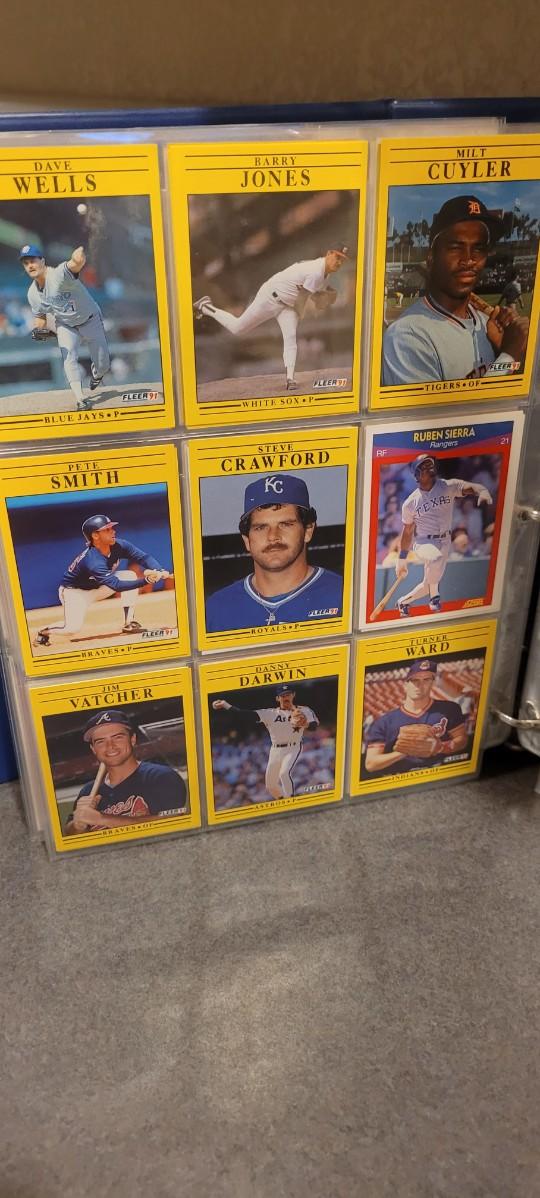 DAVE
WELLS
BLUE JAYS • P
FLEER 91
BARRY
JONES
FLEER 91
WHITE SOX • P
MILT
CUYLER
D
FLEER 91
TIGERS • OF
PETE
SMITH
FLEER 91
BRAVES • P
STEVE
CRAWFORD
KC
FLEER 91
ROYALS • P
RUBEN SIERRA
Rangers
RF
21
TEXAS
SCORE
JIM
VATCHER
A
FLEER 91
BRAVES • OF
DANNY
DARWIN
FLEER 91
ASTROS • P
TURNER
WARD
FLEER 91
INDIANS • OF